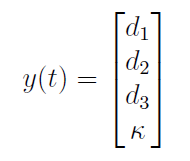 y(t) = [d₁
d₂
d₃
κ]